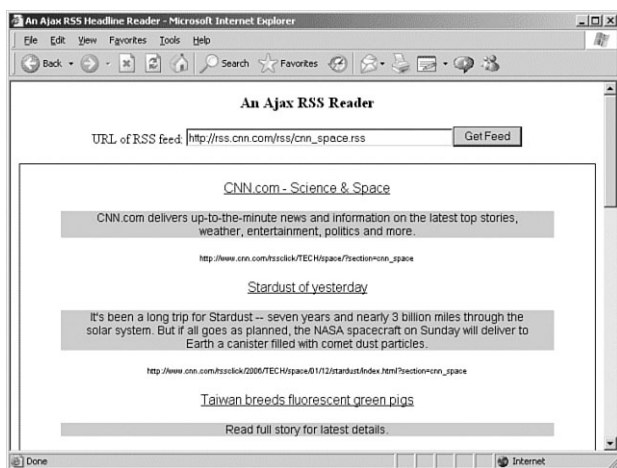 An Ajax RSS Headline Reader - Microsoft Internet Explorer
File Edit View Favorites Tools Help
Back Search Favorites
An Ajax RSS Reader
URL of RSS feed: http://rss.cnn.com/rss/cnn_space.rss Get Feed
CNN.com - Science & Space
CNN.com delivers up-to-the-minute news and information on the latest top stories,
weather, entertainment, politics and more.
http://www.cnn.com/rssclick/TECH/space/?section=cnn_space
Stardust of yesterday
It's been a long trip for Stardust -- seven years and nearly 3 billion miles through the
solar system. But if all goes as planned, the NASA spacecraft on Sunday will deliver to
Earth a canister filled with comet dust particles.
http://www.cnn.com/rssclick/2006/TECH/space/01/12/stardust/index.html?section=cnn_space
Taiwan breeds fluorescent green pigs
Read full story for latest details.
Done Internet